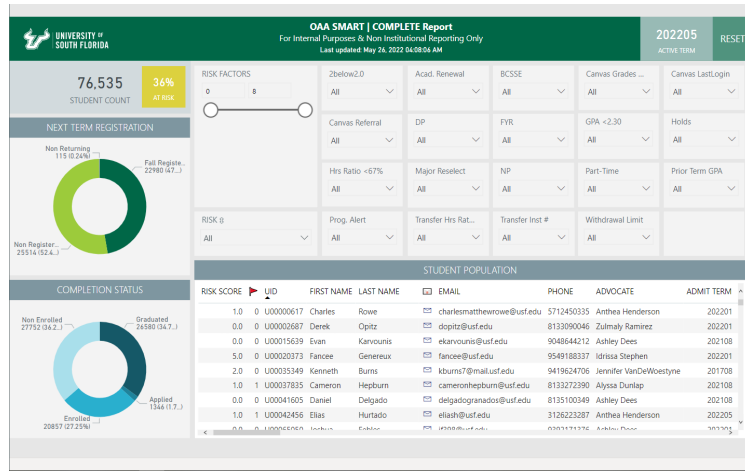 UNIVERSITY OF
SOUTH FLORIDA
OAA SMART | COMPLETE Report
For Internal Purposes & Non Institutional Reporting Only
Last updated: May 26, 2022 04:08:06 AM
202205
ACTIVE TERM
RESET
76,535
STUDENT COUNT
36%
AT RISK
RISK FACTORS
0 8
2below2.0
All
Acad. Renewal
All
BCSSE
All
Canvas Grades ...
All
Canvas LastLogin
All
Canvas Referral
All
DP
All
FYR
All
GPA <2.30
All
Holds
All
Hrs Ratio <67%
All
Major Reselect
All
NP
All
Part-Time
All
Prior Term GPA
All
RISK
All
Prog. Alert
All
Transfer Hrs Rat...
All
Transfer Inst #
All
Withdrawal Limit
All
NEXT TERM REGISTRATION
Non Returning
115 (0.24%)
Fall Registe...
22980 (47...)
Non Register...
25514 (52.4...)
COMPLETION STATUS
Non Enrolled
27752 (36.2...)
Graduated
26580 (34.7...)
Applied
1346 (1.7...)
Enrolled
20857 (27.25%)
STUDENT POPULATION
RISK SCORE UID FIRST NAME LAST NAME EMAIL PHONE ADVOCATE ADMIT TERM
1.0 0 U00000617 Charles Rowe charlesmatthewrowe@usf.edu 5712450335 Anthea Henderson 202201
0.0 0 U00002687 Derek Opitz dopitz@usf.edu 8133090046 Zulmaly Ramirez 202201
0.0 0 U00015639 Evan Karvounis ekarvounis@usf.edu 9048644212 Ashley Dees 202108
5.0 0 U00020373 Fancee Genereux fancee@usf.edu 9549188337 Idrissa Stephen 202201
2.0 0 U00035349 Kenneth Burns kburns7@mail.usf.edu 9419624706 Jennifer VanDeWoestyne 201708
1.0 1 U00037835 Cameron Hepburn cameronhepburn@usf.edu 8133272390 Alyssa Dunlap 202108
0.0 0 U00041605 Daniel Delgado delgadogranados@usf.edu 8135100349 Ashley Dees 202108
1.0 1 U00042456 Elias Hurtado eliash@usf.edu 3126223287 Anthea Henderson 202205
0.0 0 Joshua Ashley Dees 202201